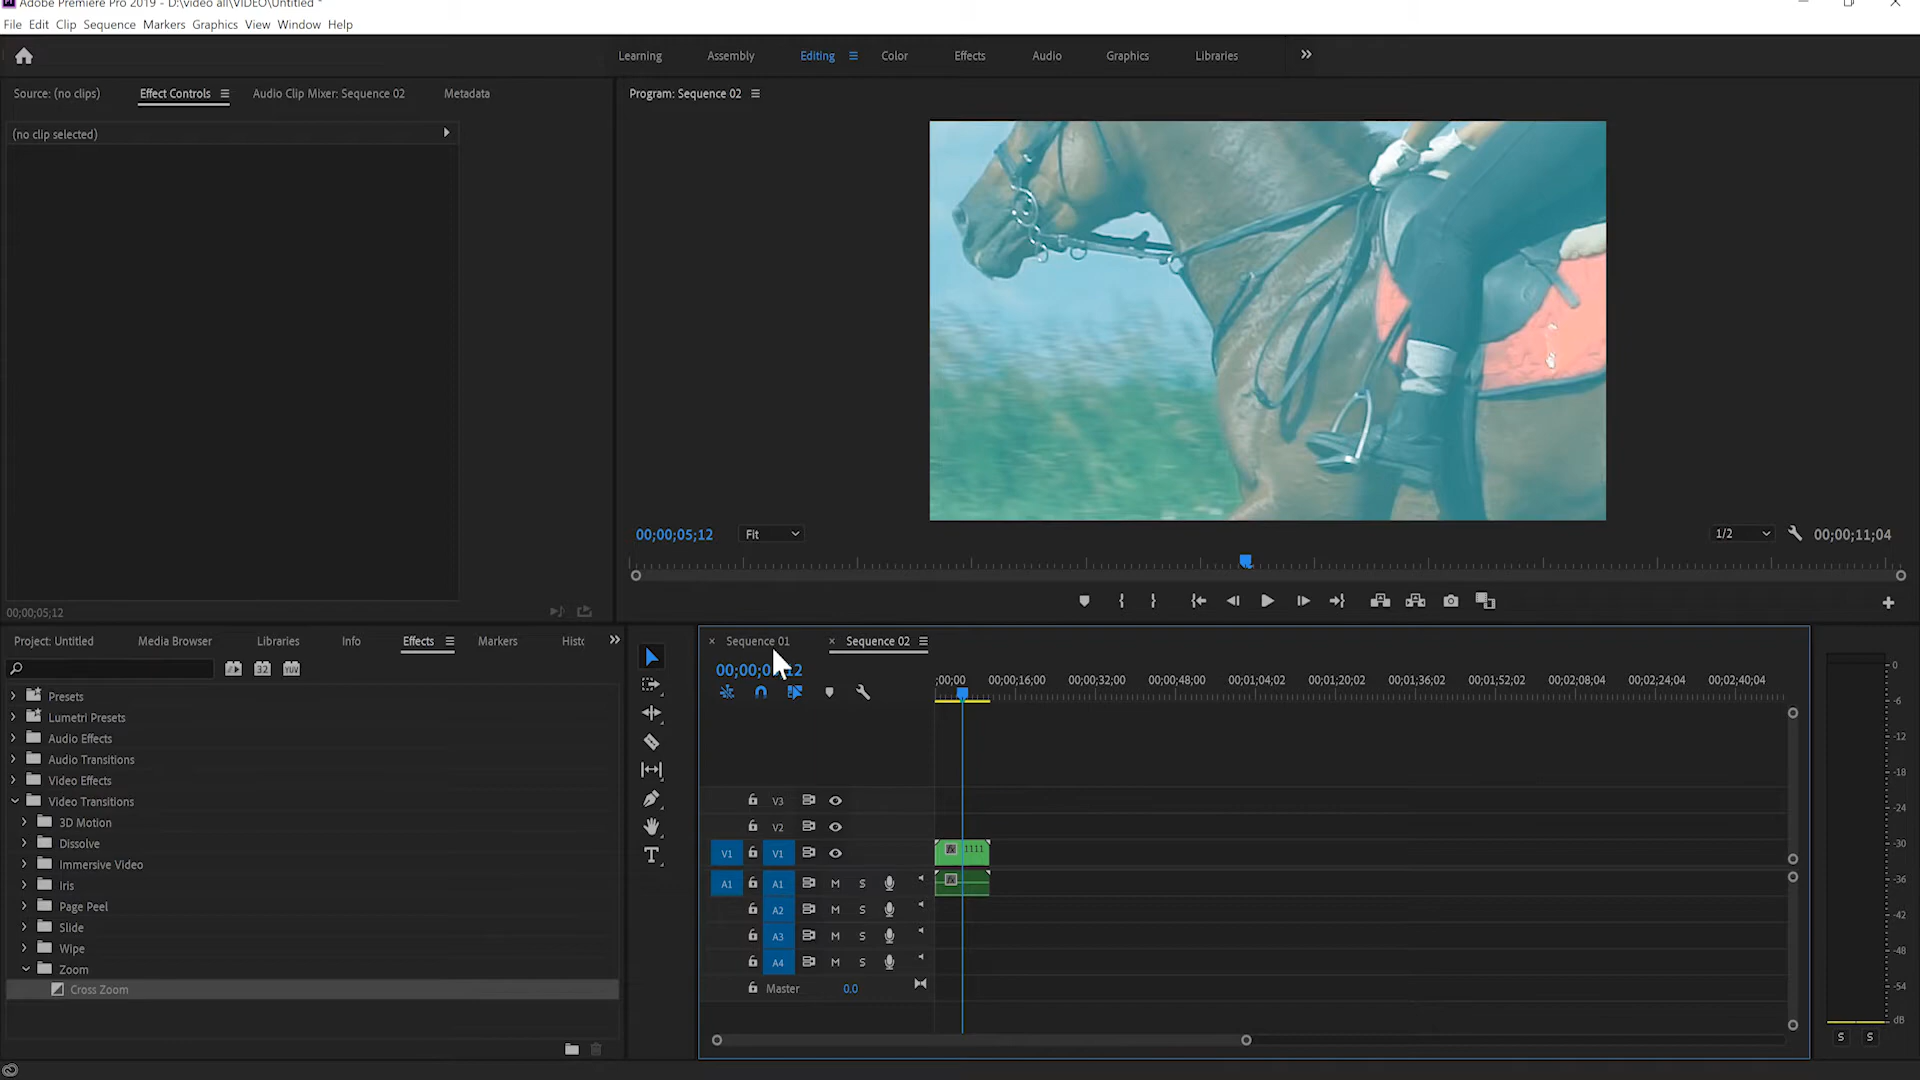 Adobe Premiere Pro 2019 - D:\video all\VIDEO\Untitled *
File Edit Clip Sequence Markers Graphics View Window Help
Learning Assembly Editing Color Effects Audio Graphics Libraries
Source: (no clips) Effect Controls Audio Clip Mixer: Sequence 02 Metadata
Program: Sequence 02
(no clip selected)
00;00;05;12 Fit 1/2 00;00;11;04
00;00;05;12
Project: Untitled Media Browser Libraries Info Effects Markers Histo
Sequence 01 Sequence 02
32 YUV
00;00;0 12
;00;00 00;00;16;00 00;00;32;00 00;00;48;00 00;01;04;02 00;01;20;02 00;01;36;02 00;01;52;02 00;02;08;04 00;02;24;04 00;02;40;04
Presets
Lumetri Presets
Audio Effects
Audio Transitions
Video Effects
Video Transitions
3D Motion
Dissolve
Immersive Video
Iris
Page Peel
Slide
Wipe
Zoom
Cross Zoom
V3
V2
V1 V1 fx 1111
A1 A1 M S
A2 M S
A3 M S
A4 M S
Master 0.0
0
-6
-12
-18
-24
-30
-36
-42
-48
-54
dB
S S